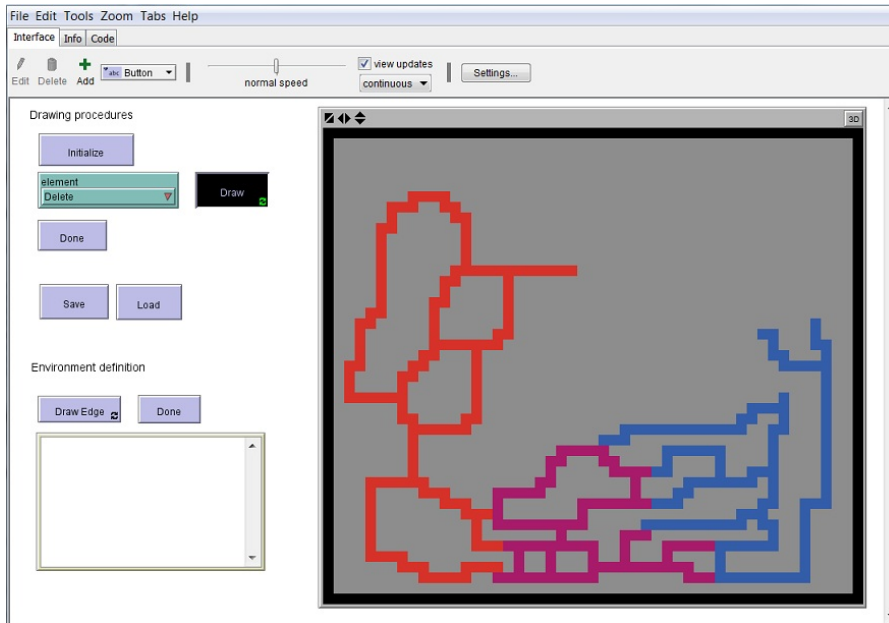 File Edit Tools Zoom Tabs Help
Interface Info Code
Edit Delete Add abc Button normal speed view updates continuous Settings...
Drawing procedures
3D
Initialize
element
Delete
Draw
Done
Save Load
Environment definition
Draw Edge Done